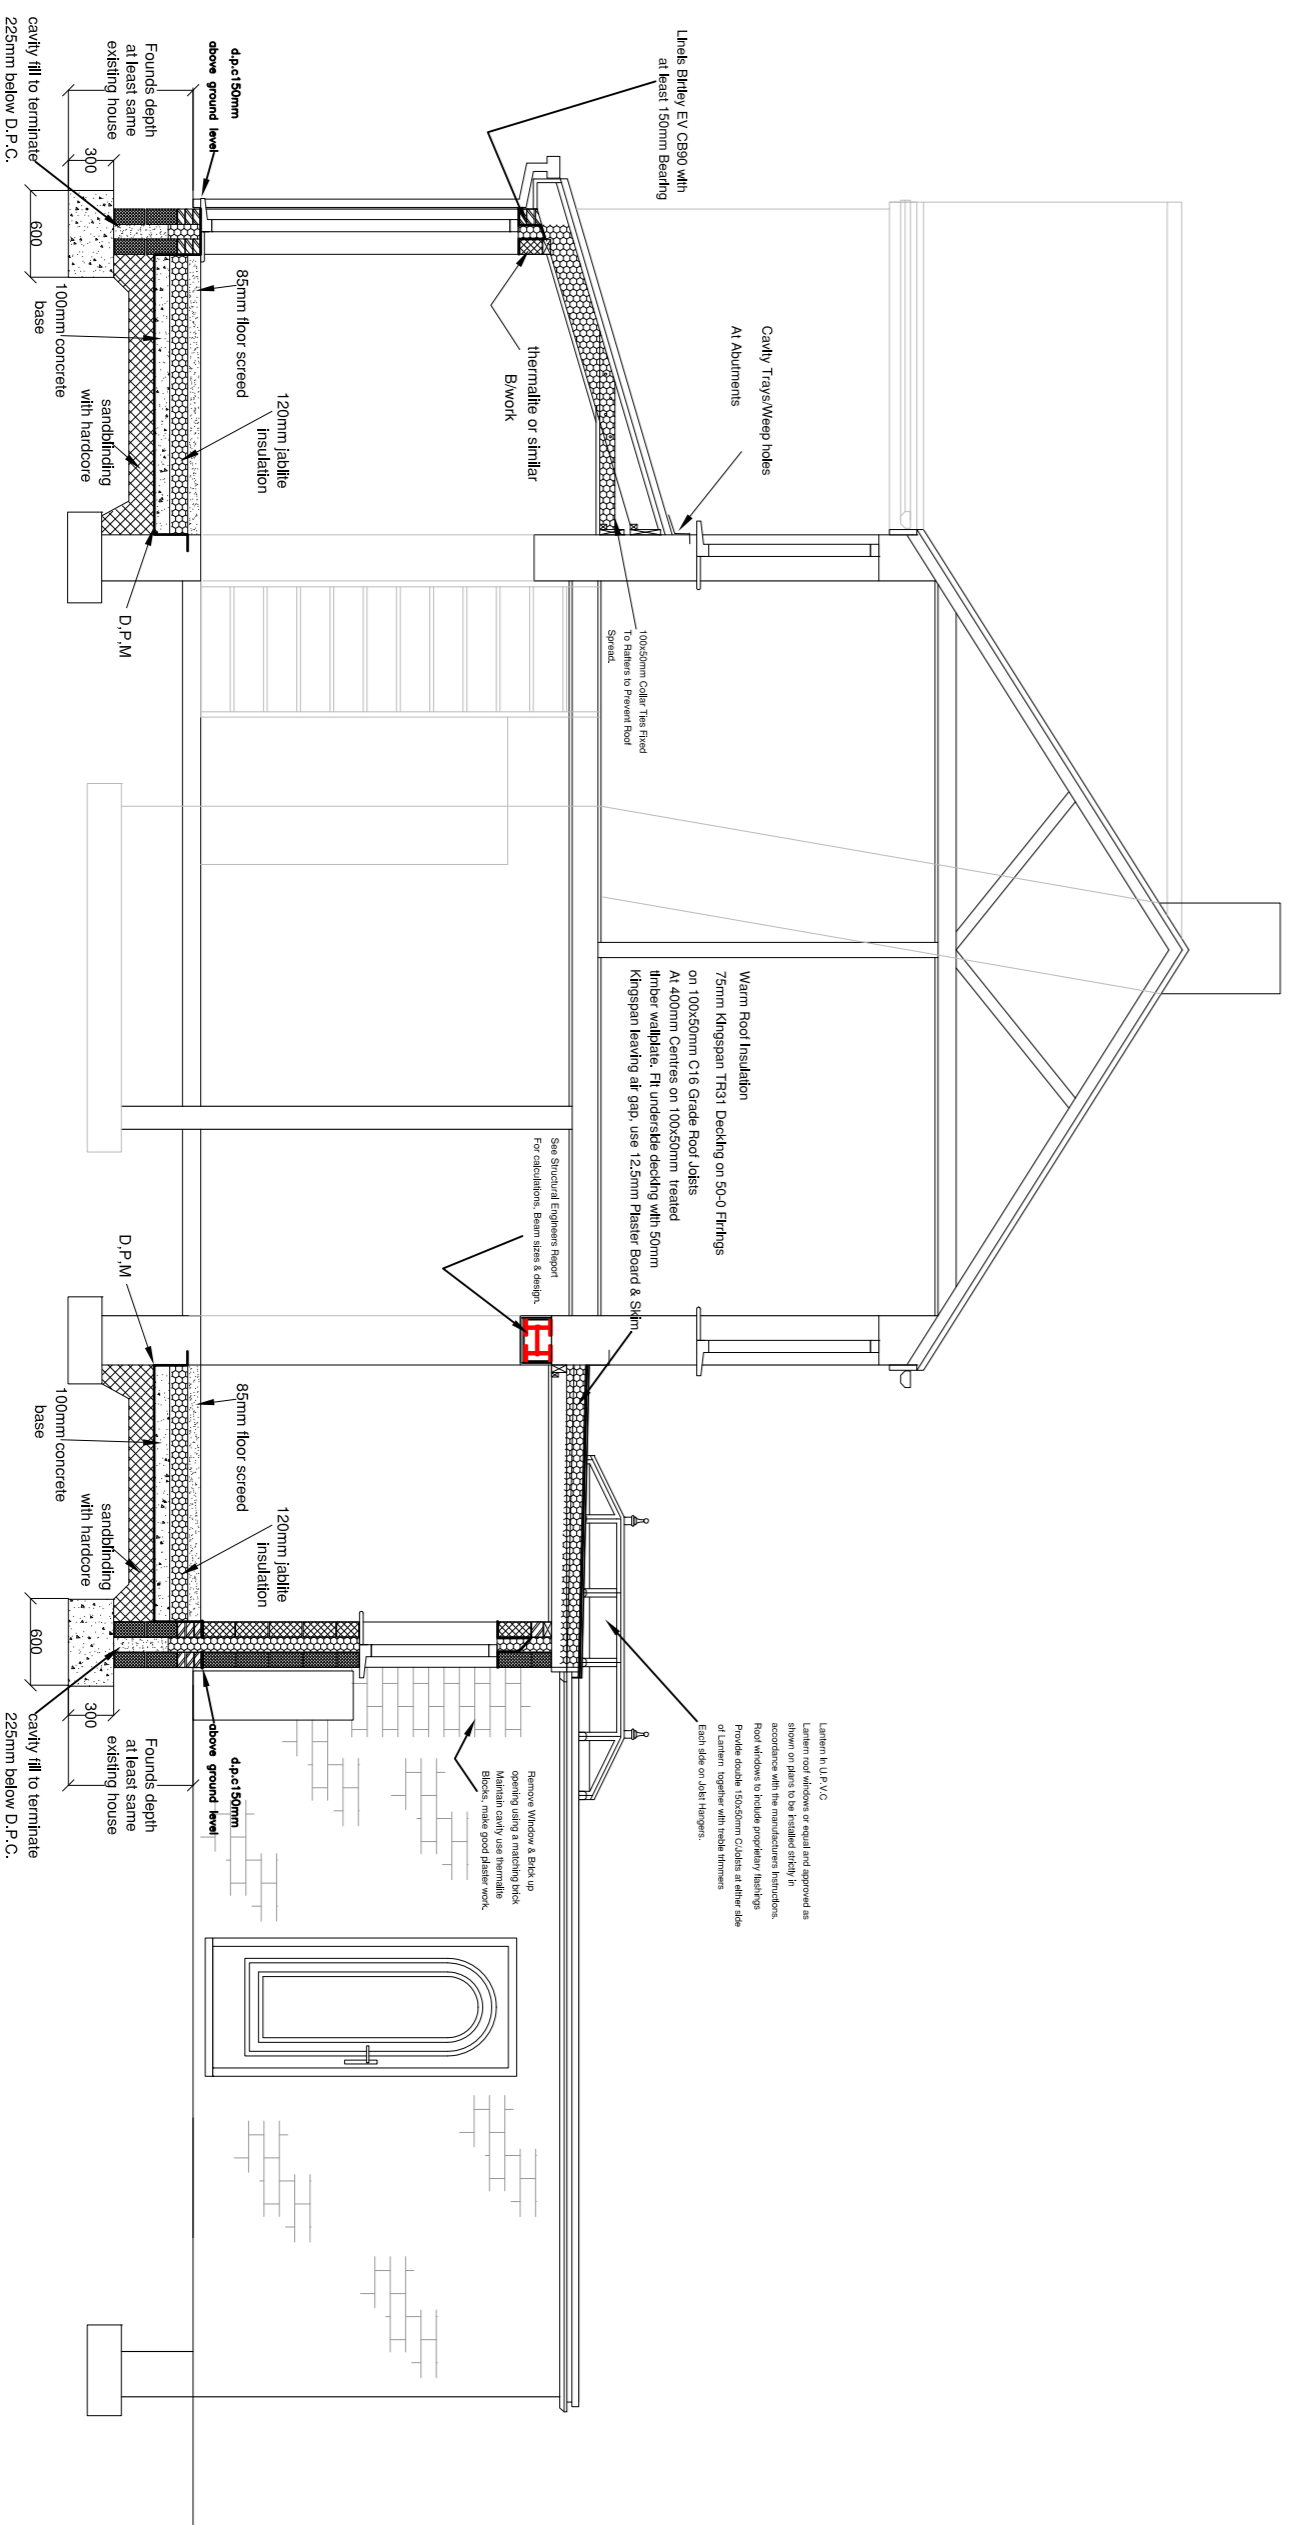 Linels Birtley EV CB90 with
at least 150mm Bearing
Cavity Trays/Weep holes
At Abutments
thermalite or similar
B/work
d.p.c150mm
above ground level
85mm floor screed
120mm jablite
insulation
Founds depth
at least same
existing house
300
cavity fill to terminate
225mm below D.P.C.
600
100mm concrete
base
sandblinding
with hardcore
D,P,M
100x50mm Collar Ties Fixed
To Rafters to Prevent Roof
Spread.
Warm Roof Insulation
75mm Kingspan TR31 Decking on 50-0 Firrings
on 100x50mm C16 Grade Roof Joists
At 400mm Centres on 100x50mm treated
timber wallplate. Fit underside decking with 50mm
Kingspan leaving air gap, use 12.5mm Plaster Board & Skim
See Structural Engineers Report
For calculations, Beam sizes & design.
D,P,M
85mm floor screed
120mm jablite
insulation
100mm concrete
base
sandblinding
with hardcore
600
300
cavity fill to terminate
225mm below D.P.C.
Founds depth
at least same
existing house
d.p.c150mm
above ground level
Remove Window & Brick up
opening using a matching brick
Maintain cavity use thermalite
Blocks, make good plaster work.
Lantern in U.P.V.C
Lantern roof windows or equal and approved as
shown on plans to be installed strictly in
accordance with the manufacturers instructions.
Roof windows to include proprietary flashings
Provide double 150x50mm C/Joists at either side
of Lantern together with treble trimmers
Each side on Joist Hangers.